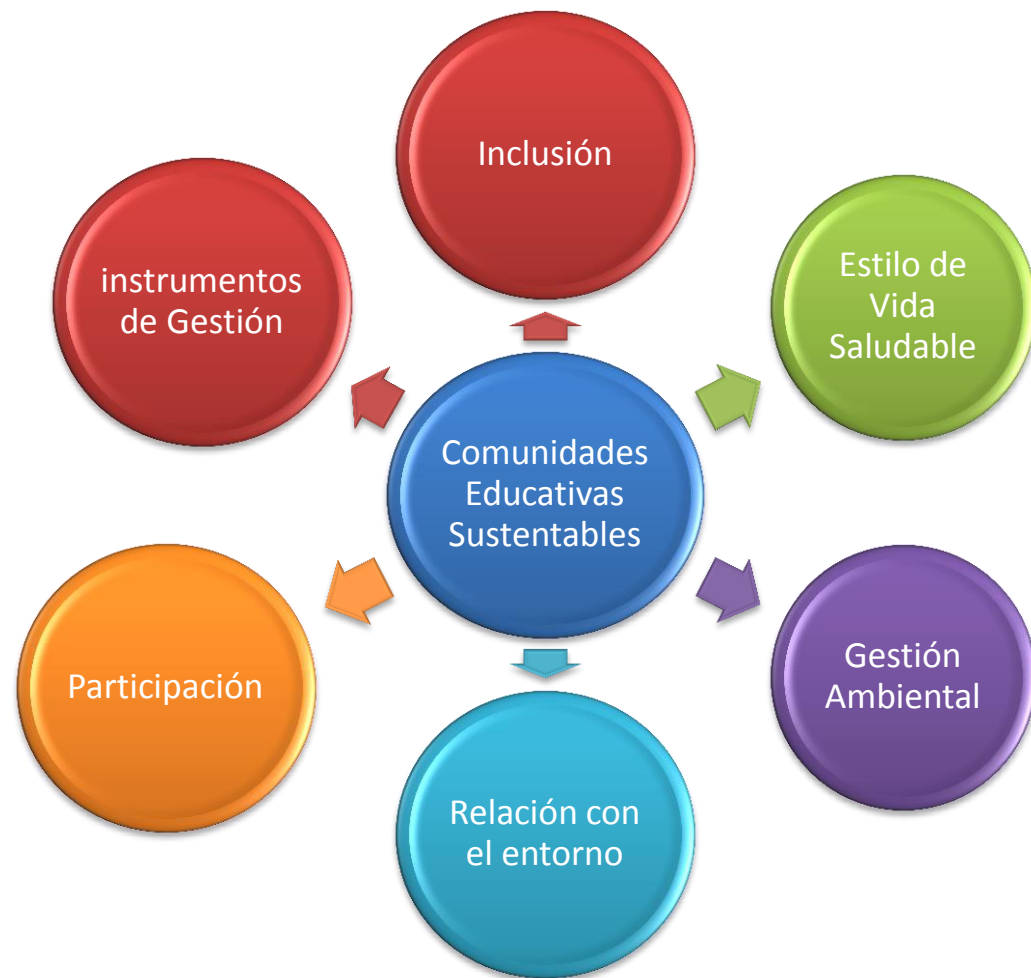 Inclusión
instrumentos
de Gestión
Estilo de
Vida
Saludable
Comunidades
Educativas
Sustentables
Participación
Gestión
Ambiental
Relación con
el entorno